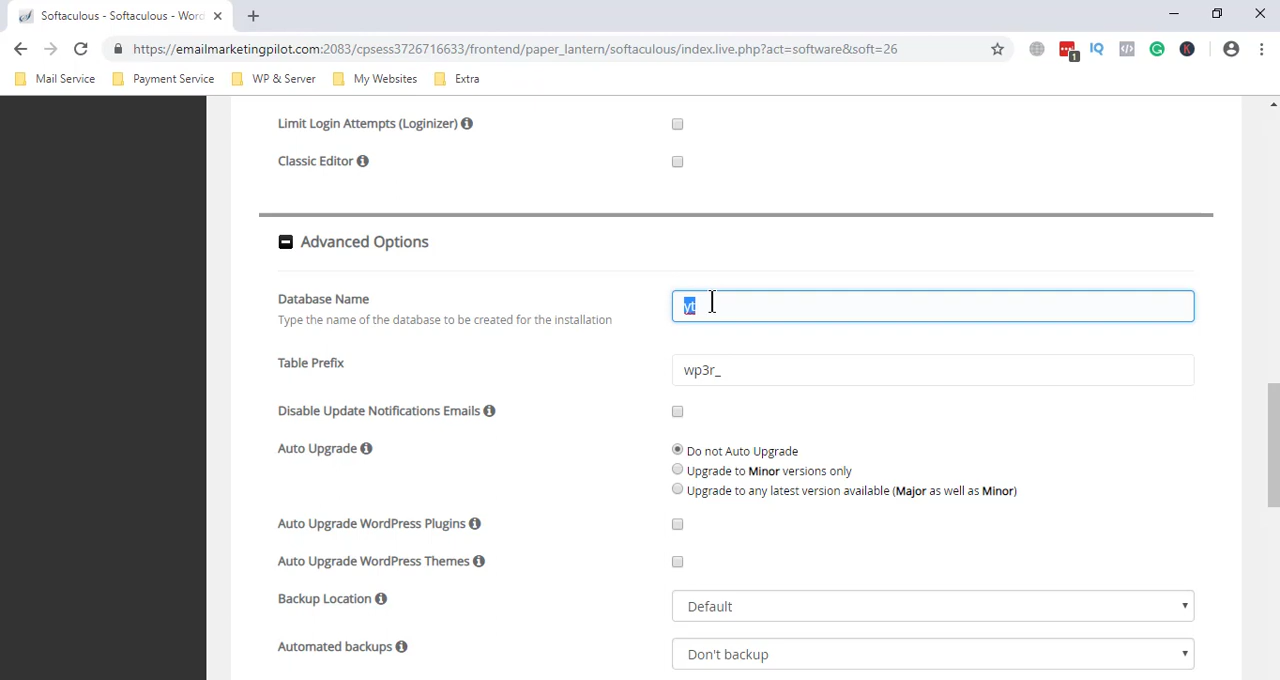 Softaculous - Softaculous - Word
https://emailmarketingpilot.com:2083/cpsess3726716633/frontend/paper_lantern/softaculous/index.live.php?act=software&soft=26
1
IQ
K
Mail Service
Payment Service
WP & Server
My Websites
Extra
Limit Login Attempts (Loginizer)
Classic Editor
Advanced Options
Database Name
yt
Type the name of the database to be created for the installation
Table Prefix
wp3r_
Disable Update Notifications Emails
Auto Upgrade
Do not Auto Upgrade
Upgrade to Minor versions only
Upgrade to any latest version available (Major as well as Minor)
Auto Upgrade WordPress Plugins
Auto Upgrade WordPress Themes
Backup Location
Default
Automated backups
Don't backup